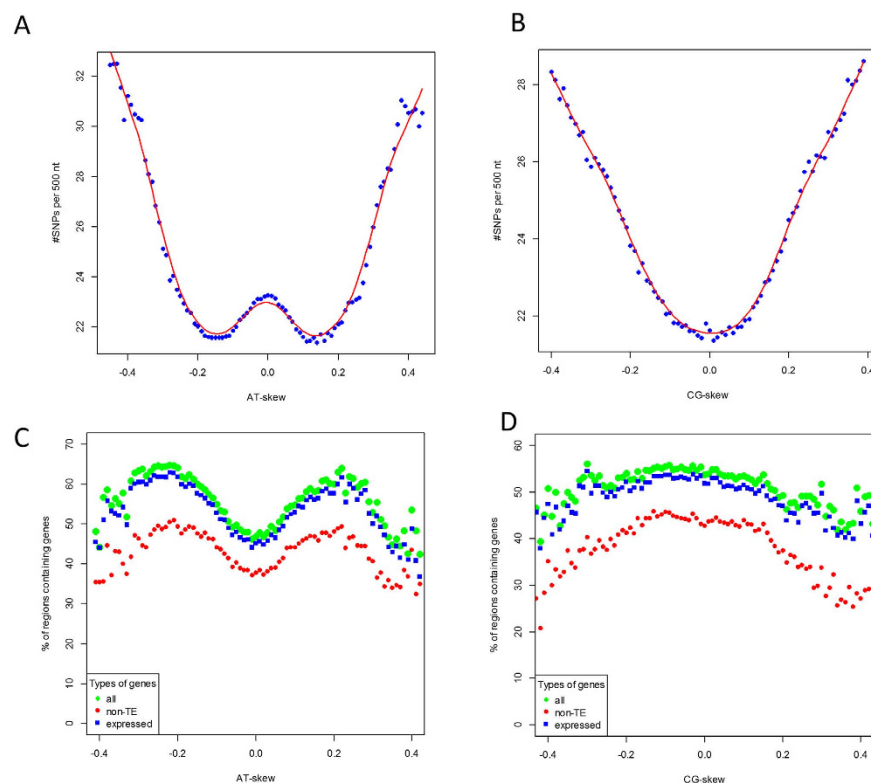 A
#SNPs per 500 nt
32
30
28
26
24
22
-0.4 -0.2 0.0 0.2 0.4
AT-skew
B
#SNPs per 500 nt
28
26
24
22
-0.4 -0.2 0.0 0.2 0.4
CG-skew
C
% of regions containing genes
70
60
50
40
30
20
10
0
Types of genes
all
non-TE
expressed
-0.4 -0.2 0.0 0.2 0.4
AT-skew
D
% of regions containing genes
60
50
40
30
20
10
0
Types of genes
all
non-TE
expressed
-0.4 -0.2 0.0 0.2 0.4
CG-skew